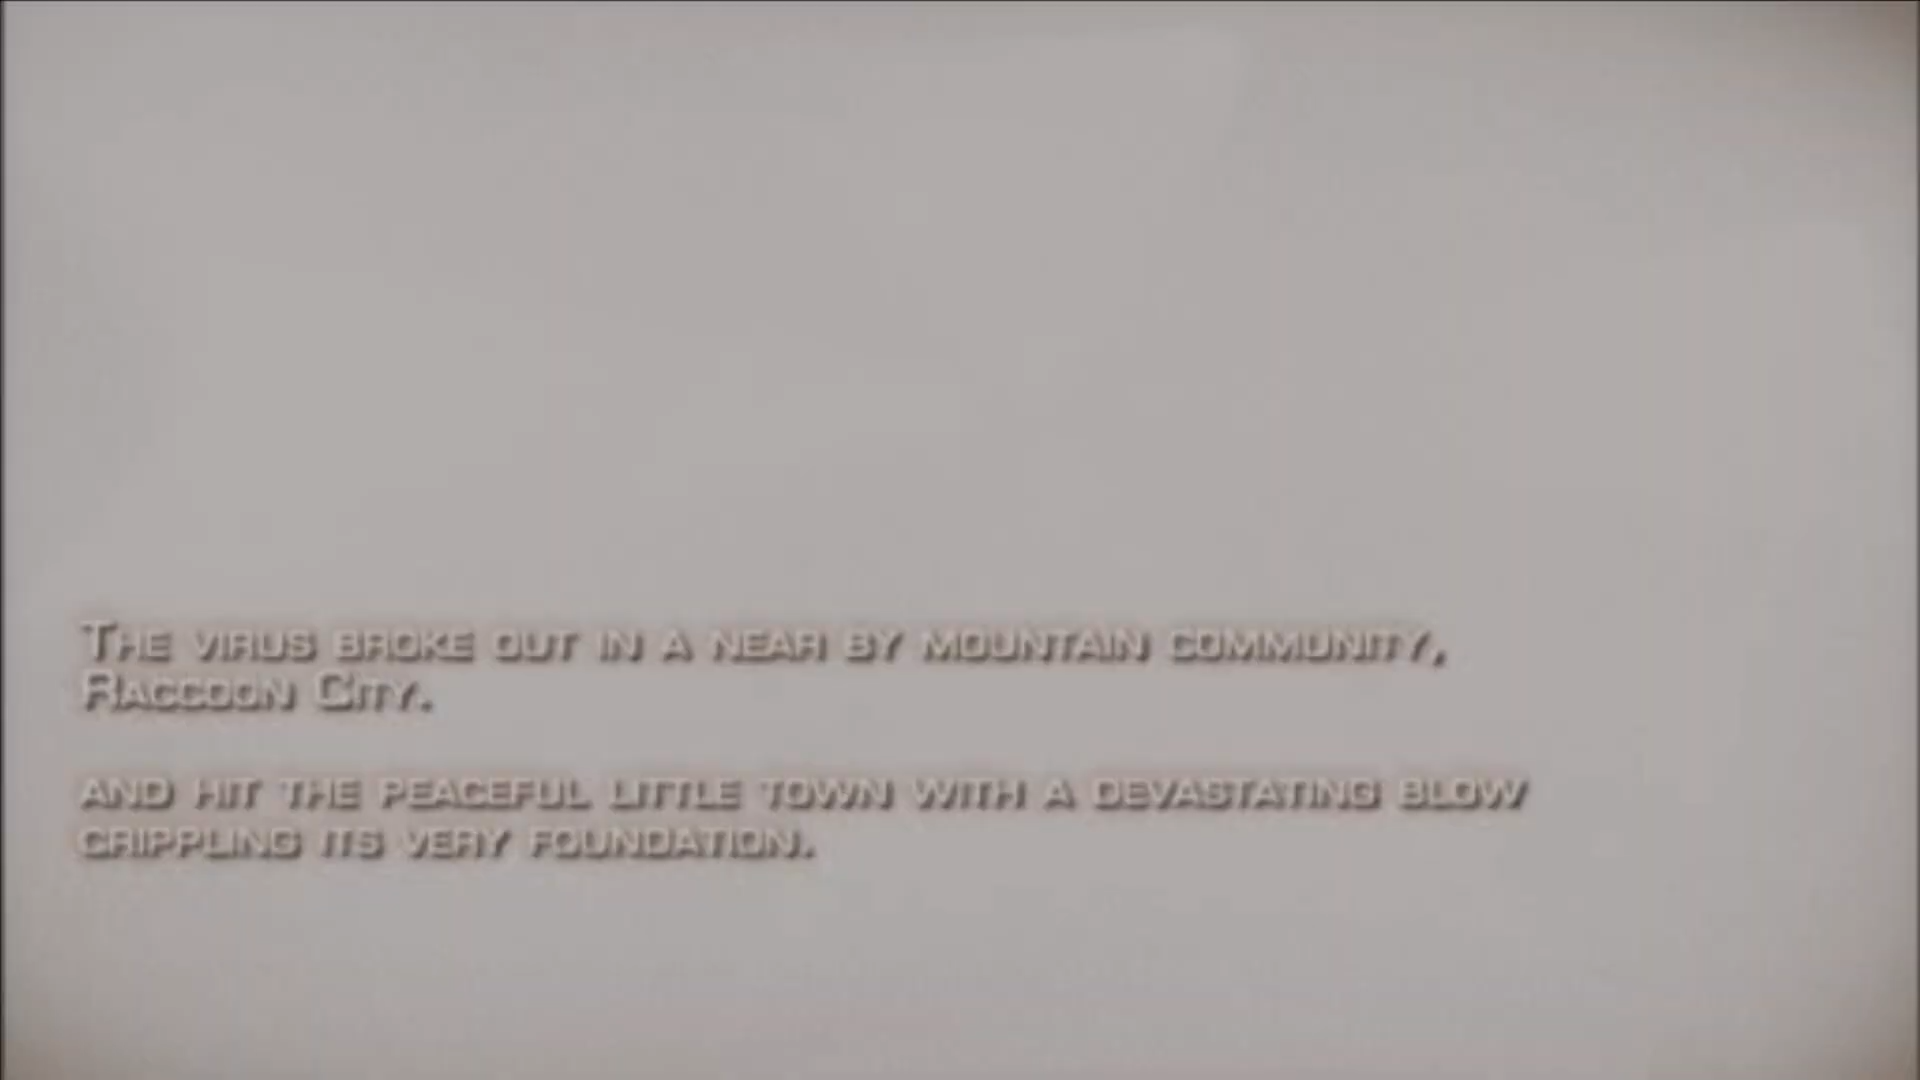 The virus broke out in a near by mountain community,
Raccoon City.
and hit the peaceful little town with a devastating blow
crippling its very foundation.